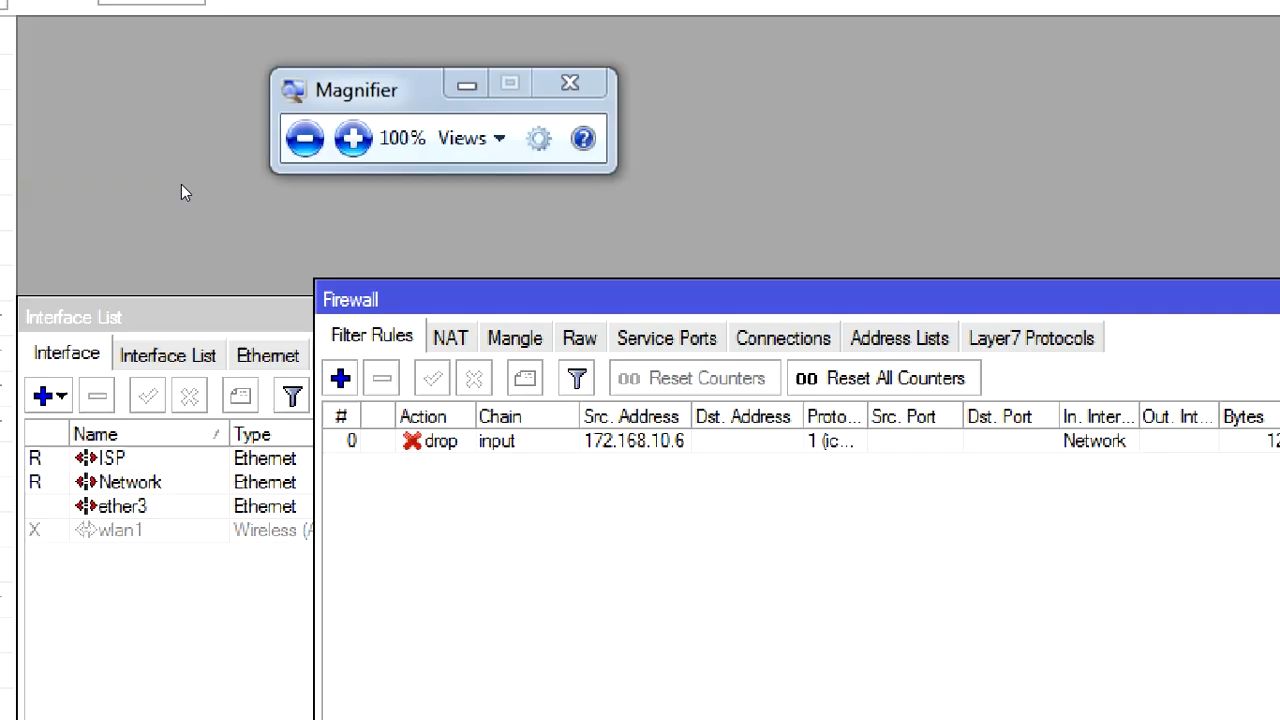 Magnifier
100% Views
Interface List
Interface Interface List Ethernet
Name / Type
R ISP Ethernet
R Network Ethernet
ether3 Ethernet
X wlan1 Wireless (A
Firewall
Filter Rules NAT Mangle Raw Service Ports Connections Address Lists Layer7 Protocols
00 Reset Counters 00 Reset All Counters
# Action Chain Src. Address Dst. Address Proto... Src. Port Dst. Port In. Inter... Out. Int... Bytes
0 drop input 172.168.10.6 1 (ic... Network 12